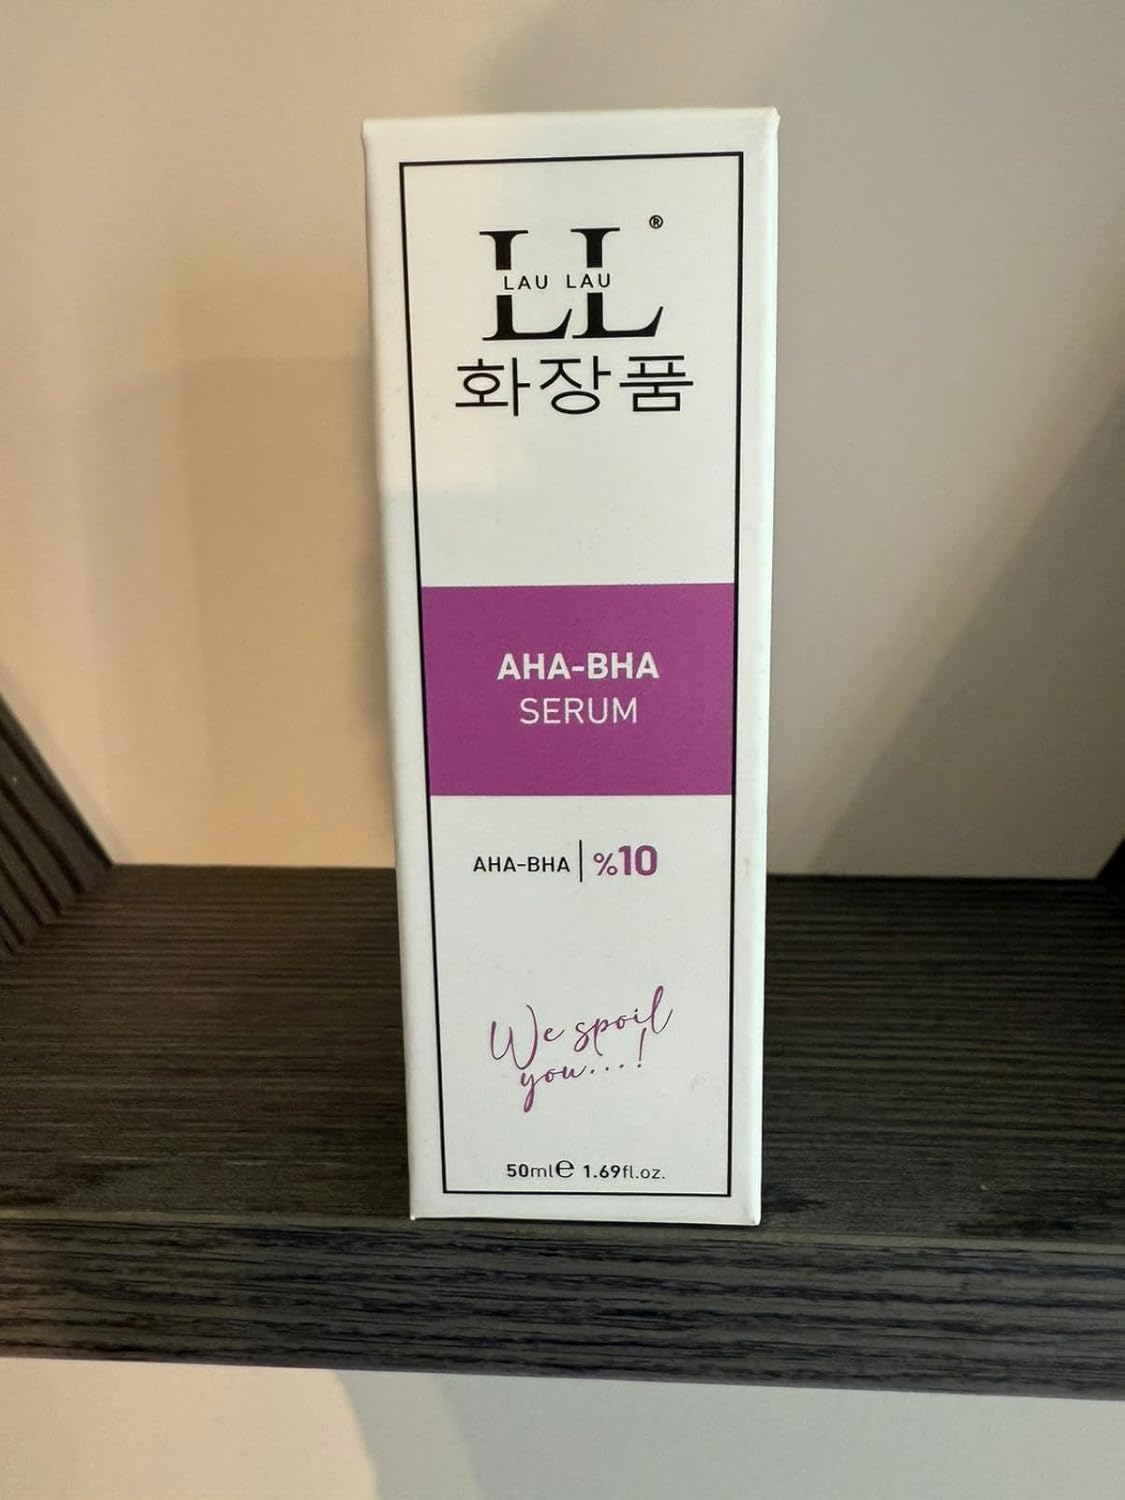 LL®
LAU LAU
화장품
AHA-BHA
SERUM
AHA-BHA | %10
We spoil
you....!
50ml℮ 1.69fl.oz.